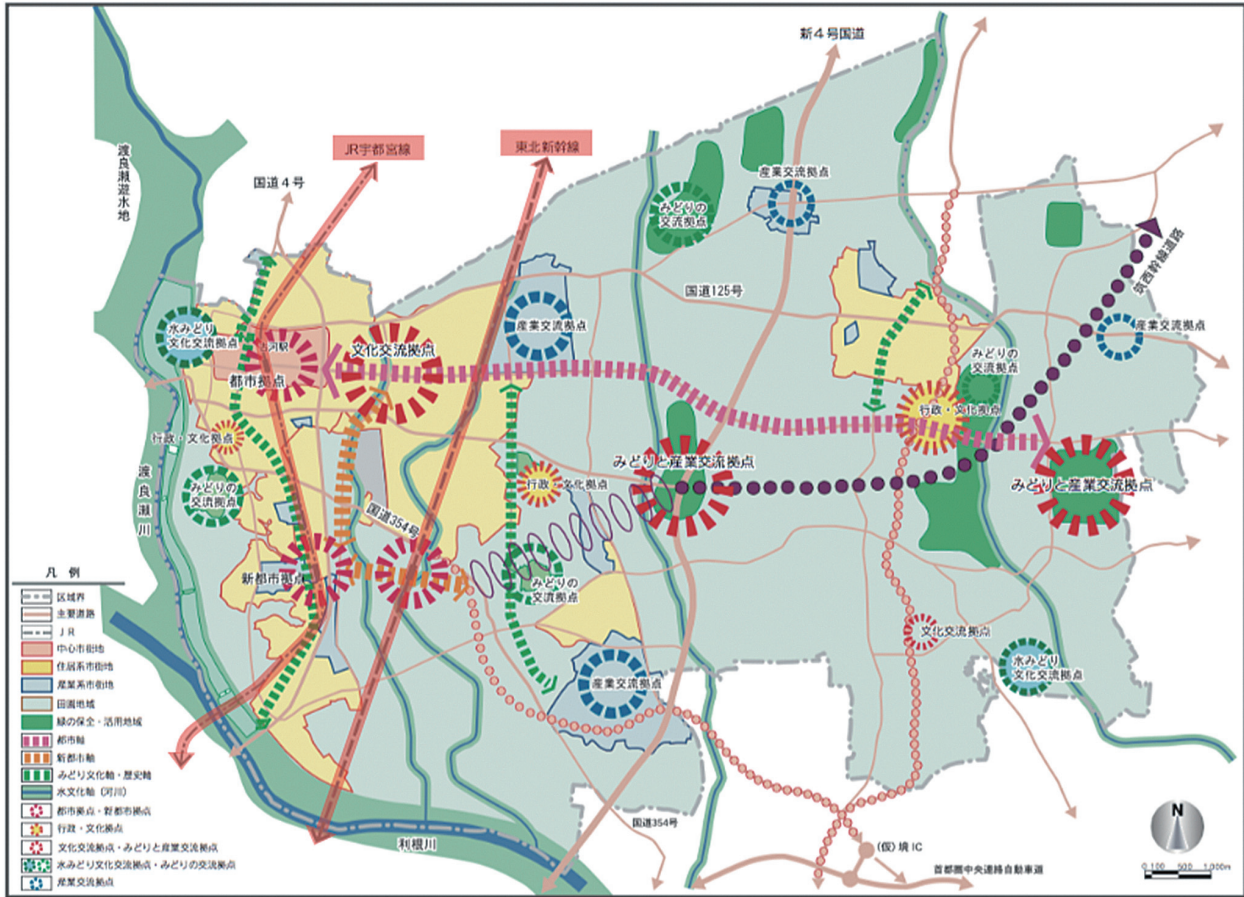 新4号国道
JR宇都宮線
東北新幹線
渡良瀬遊水地
国道4号
産業交流拠点
みどりの
交流拠点
筑西幹線道路
国道125号
水みどり
文化交流拠点
河駅
都市拠点
文化交流拠点
産業交流拠点
産業交流拠点
みどりの
交流拠点
行政・文化拠点
行政・文化拠点
みどりと産業交流拠点
みどりと産業交流拠点
渡良瀬川
みどりの
交流拠点
行政・文化拠点
国道354号
新都市拠点
みどりの
交流拠点
文化交流拠点
水みどり
文化交流拠点
産業交流拠点
利根川
国道354号
(仮)境IC
首都圏中央連絡自動車道
N
0 100 500 1,000m
凡例
区域界
主要道路
JR
中心市街地
住居系市街地
産業系市街地
田園地域
緑の保全・活用地域
都市軸
新都市軸
みどり文化軸・歴史軸
水文化軸(河川)
都市拠点・新都市拠点
行政・文化拠点
文化交流拠点・みどりと産業交流拠点
水みどり文化交流拠点・みどりの交流拠点
産業交流拠点